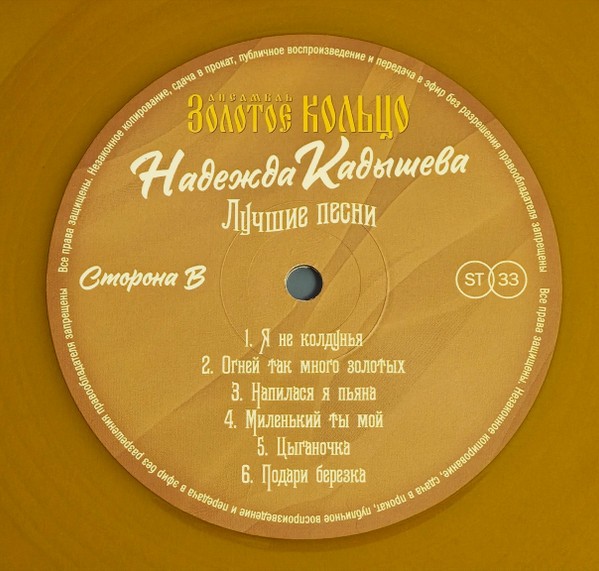 Все права защищены. Незаконное копирование, сдача в прокат, публичное воспроизведение и передача в эфир без разрешения правообладателя запрещены
АНСАМБЛЬ
ЗОЛОТОЕ КОЛЬЦО
Надежда Кадышева
Лучшие песни
Сторона В
ST 33
1. Я не колдунья
2. Огней так много золотых
3. Напилася я пьяна
4. Миленький ты мой
5. Цыганочка
6. Подари березка
Все права защищены. Незаконное копирование, сдача в прокат, публичное воспроизведение и передача в эфир без разрешения правообладателя запрещены